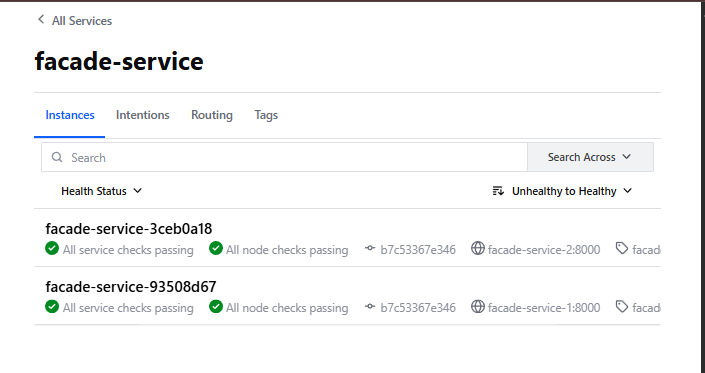 All Services
facade-service
Instances Intentions Routing Tags
Search Search Across
Health Status Unhealthy to Healthy
facade-service-3ceb0a18
All service checks passing All node checks passing b7c53367e346 facade-service-2:8000 facad
facade-service-93508d67
All service checks passing All node checks passing b7c53367e346 facade-service-1:8000 facad